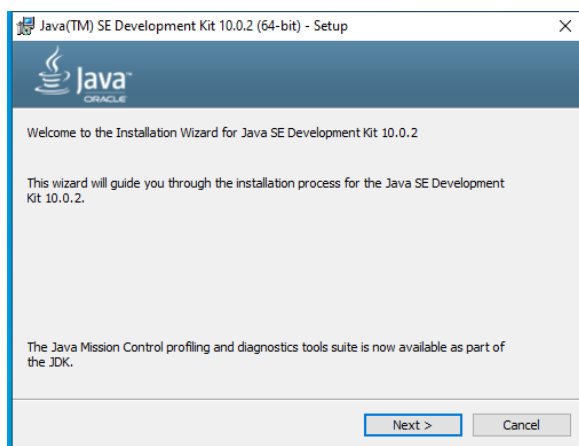 Java(TM) SE Development Kit 10.0.2 (64-bit) - Setup
Java™
ORACLE
Welcome to the Installation Wizard for Java SE Development Kit 10.0.2
This wizard will guide you through the installation process for the Java SE Development
Kit 10.0.2.
The Java Mission Control profiling and diagnostics tools suite is now available as part of
the JDK.
Next >
Cancel